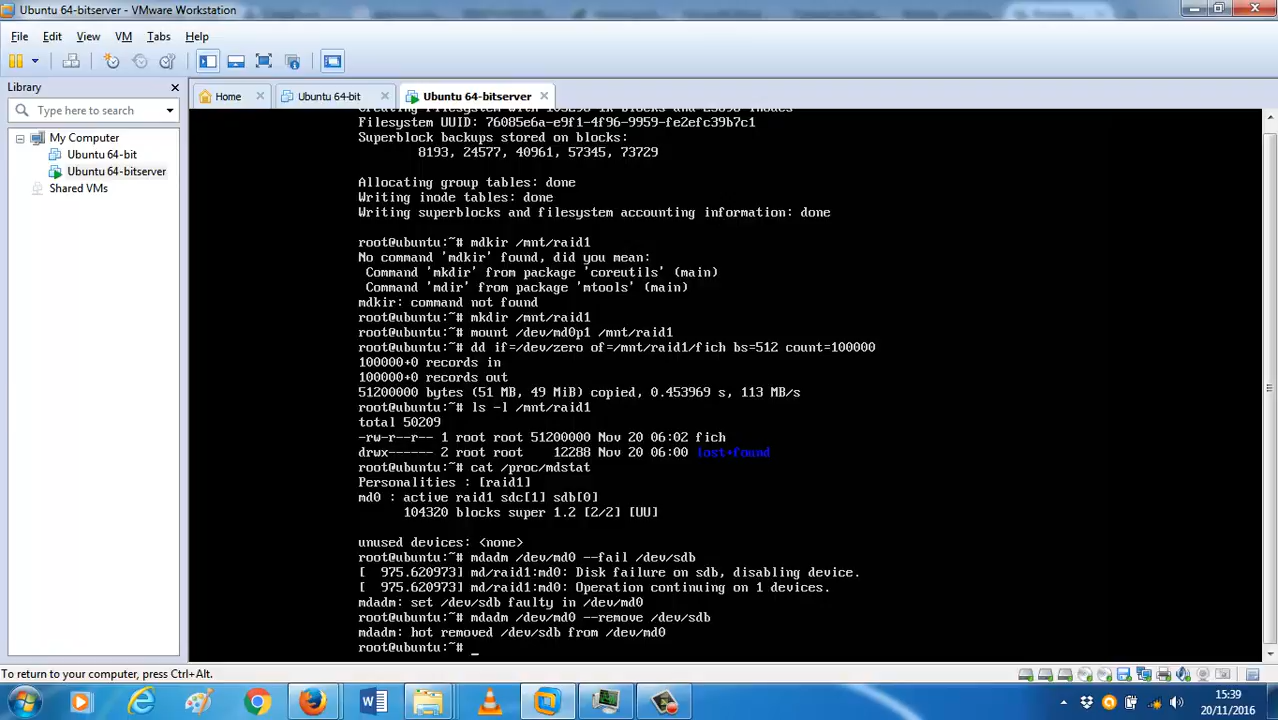 Ubuntu 64-bitserver - VMware Workstation
File Edit View VM Tabs Help
Library
Type here to search
My Computer
Ubuntu 64-bit
Ubuntu 64-bitserver
Shared VMs
Home
Ubuntu 64-bit
Ubuntu 64-bitserver
Creating filesystem with 103296 1k blocks and 25896 inodes
Filesystem UUID: 76085e6a-e9f1-4f96-9959-fe2efc39b7c1
Superblock backups stored on blocks:
8193, 24577, 40961, 57345, 73729
Allocating group tables: done
Writing inode tables: done
Writing superblocks and filesystem accounting information: done
root@ubuntu:~# mdkir /mnt/raid1
No command 'mdkir' found, did you mean:
Command 'mkdir' from package 'coreutils' (main)
Command 'mdir' from package 'mtools' (main)
mdkir: command not found
root@ubuntu:~# mkdir /mnt/raid1
root@ubuntu:~# mount /dev/md0p1 /mnt/raid1
root@ubuntu:~# dd if=/dev/zero of=/mnt/raid1/fich bs=512 count=100000
100000+0 records in
100000+0 records out
51200000 bytes (51 MB, 49 MiB) copied, 0.453969 s, 113 MB/s
root@ubuntu:~# ls -l /mnt/raid1
total 50209
-rw-r--r-- 1 root root 51200000 Nov 20 06:02 fich
drwx------ 2 root root 12288 Nov 20 06:00 lost+found
root@ubuntu:~# cat /proc/mdstat
Personalities : [raid1]
md0 : active raid1 sdc[1] sdb[0]
104320 blocks super 1.2 [2/2] [UU]
unused devices: <none>
root@ubuntu:~# mdadm /dev/md0 --fail /dev/sdb
[ 975.620973] md/raid1:md0: Disk failure on sdb, disabling device.
[ 975.620973] md/raid1:md0: Operation continuing on 1 devices.
mdadm: set /dev/sdb faulty in /dev/md0
root@ubuntu:~# mdadm /dev/md0 --remove /dev/sdb
mdadm: hot removed /dev/sdb from /dev/md0
root@ubuntu:~# _
To return to your computer, press Ctrl+Alt.
15:39
20/11/2016